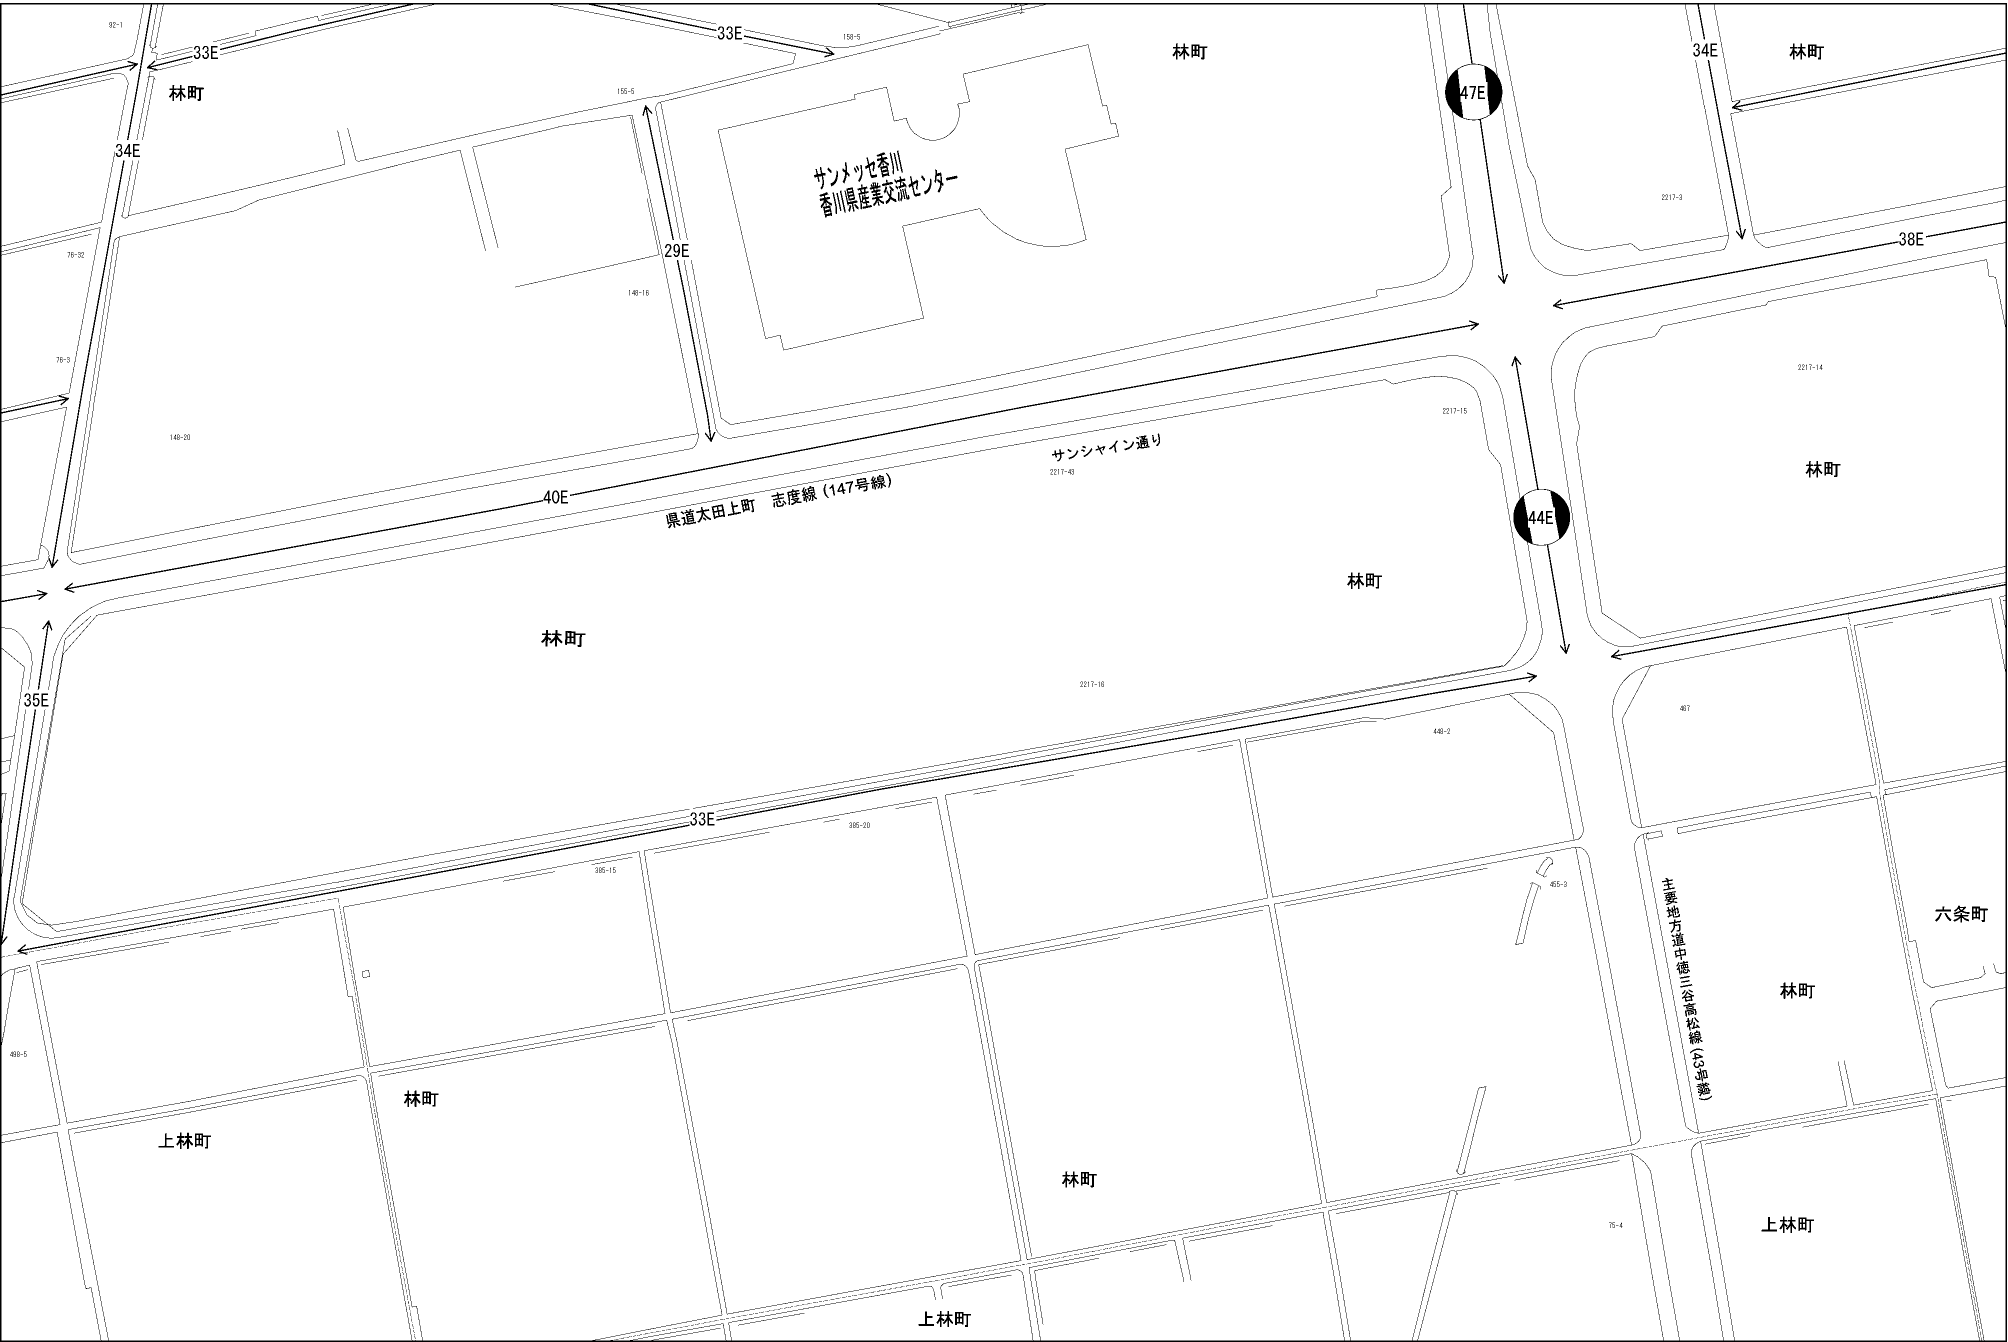 92-1
33E
33E
158-5
林町
34E
林町
林町
155-5
47E
34E
サンメッセ香川
香川県産業交流センター
2217-3
38E
29E
76-32
148-16
76-3
2217-14
148-20
2217-15
サンシャイン通り
2217-43
林町
40E
県道太田上町　志度線(147号線)
44E
林町
林町
2217-16
35E
467
448-2
33E
385-20
385-15
455-3
主要地方道中徳三谷高松線(43号線)
六条町
林町
498-5
林町
上林町
林町
75-4
上林町
上林町